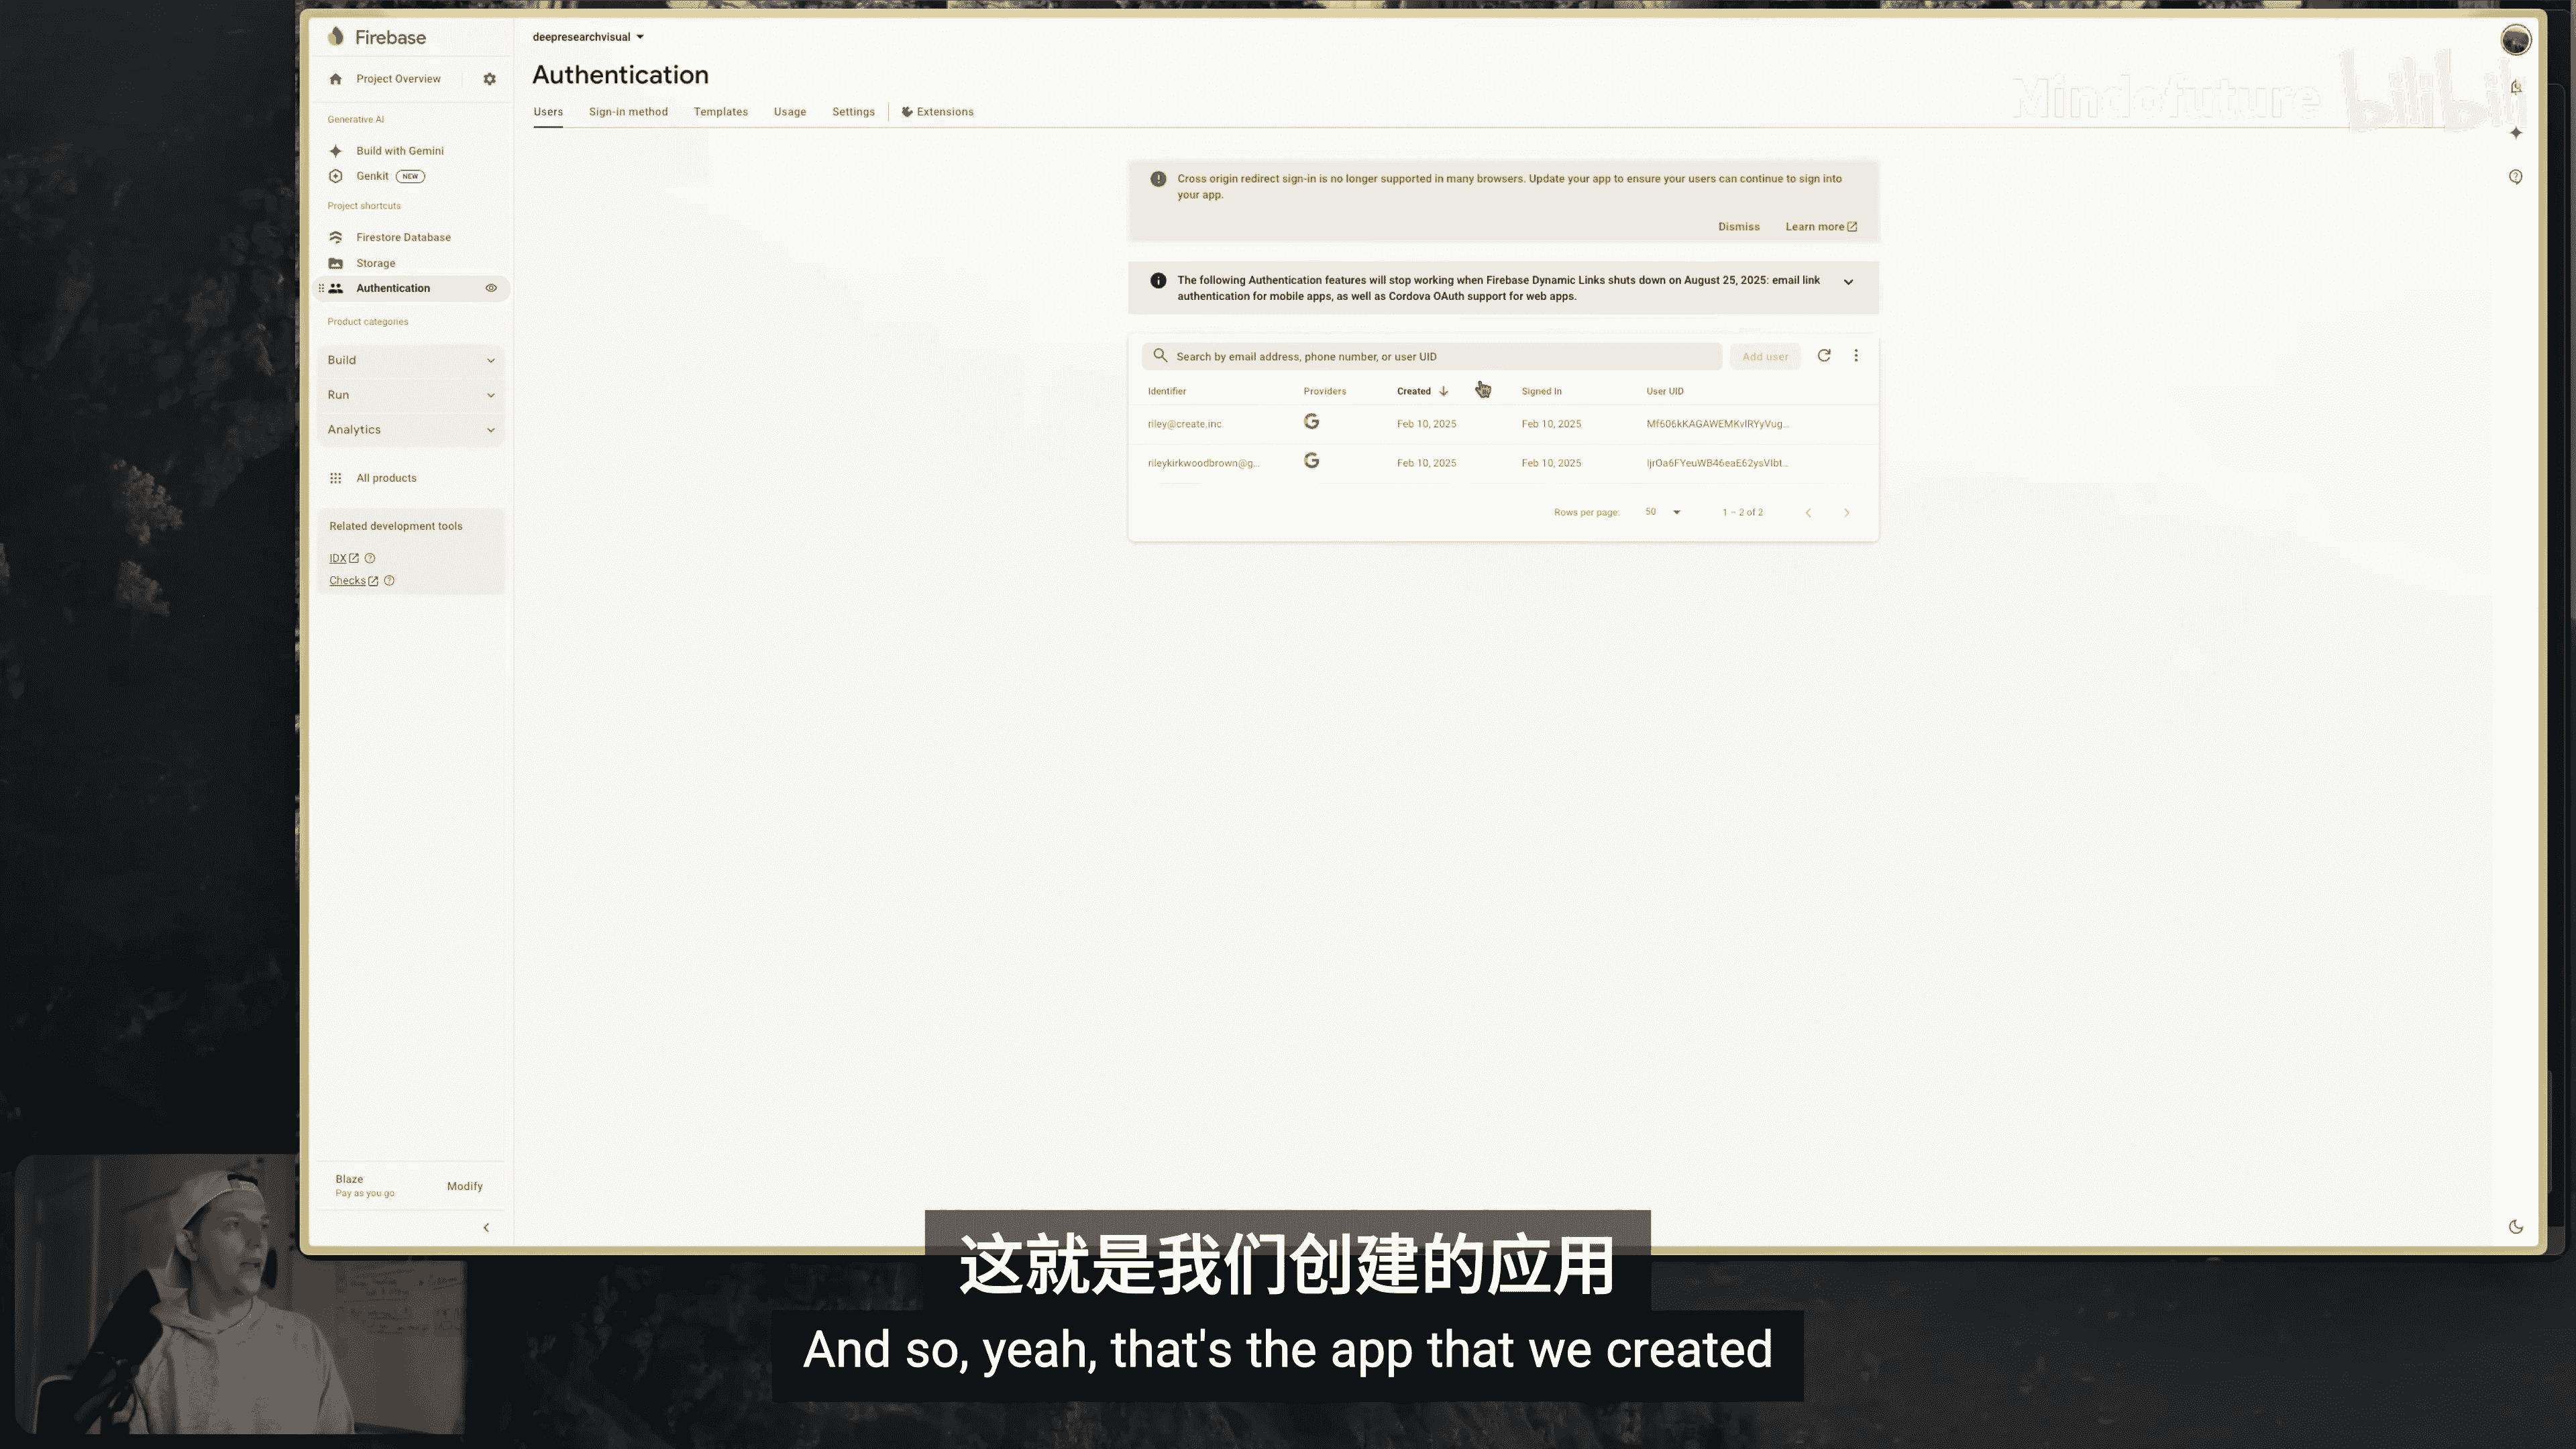 Firebase
Project Overview
Generative AI
Build with Gemini
Genkit NEW
Project shortcuts
Firestore Database
Storage
Authentication
Product categories
Build
Run
Analytics
All products
Related development tools
IDX
Checks
Blaze
Pay as you go
Modify
deepresearchvisual
Authentication
Users Sign-in method Templates Usage Settings Extensions
Mindofuture bilibili
Cross origin redirect sign-in is no longer supported in many browsers. Update your app to ensure your users can continue to sign into
your app.
Dismiss Learn more
The following Authentication features will stop working when Firebase Dynamic Links shuts down on August 25, 2025: email link
authentication for mobile apps, as well as Cordova OAuth support for web apps.
Search by email address, phone number, or user UID Add user
Identifier Providers Created Signed In User UID
riley@create.inc Feb 10, 2025 Feb 10, 2025
rileykirkwoodbrown@g... Feb 10, 2025 Feb 10, 2025
Rows per page: 50 1 – 2 of 2
这就是我们创建的应用
And so, yeah, that's the app that we created